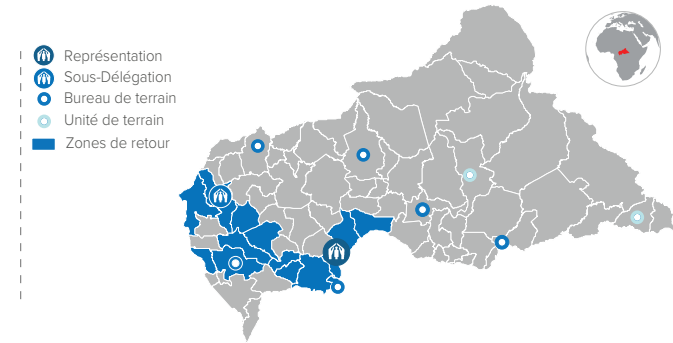 Représentation
Sous-Délégation
Bureau de terrain
Unité de terrain
Zones de retour